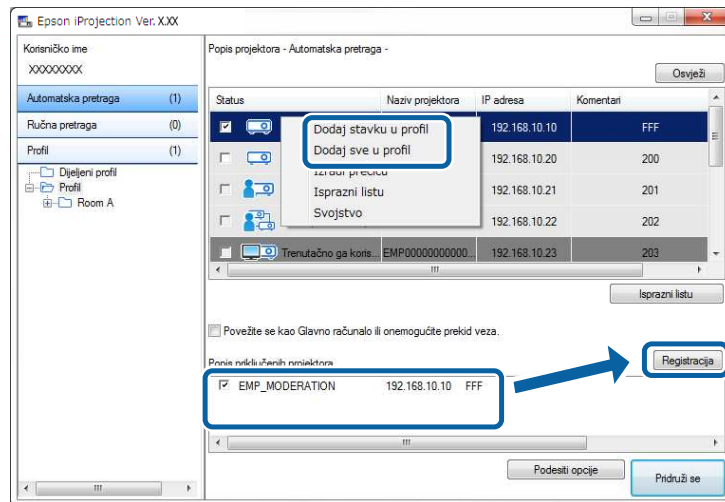 Epson iProjection Ver. X.XX
Korisničko ime
XXXXXXXX
Automatska pretraga (1)
Ručna pretraga (0)
Profil (1)
Dijeljeni profil
Profil
Room A
Popis projektora - Automatska pretraga -
Osvježi
Status Naziv projektora IP adresa Komentari
192.168.10.10 FFF
192.168.10.20 200
192.168.10.21 201
192.168.10.22 202
Trenutačno ga koris... EMP00000000000... 192.168.10.23 203
Dodaj stavku u profil
Dodaj sve u profil
Izradi prečicu
Isprazni listu
Svojstvo
Isprazni listu
Povežite se kao Glavno računalo ili onemogućite prekid veza.
Popis priključenih projektora
Registracija
EMP_MODERATION 192.168.10.10 FFF
Podesiti opcije
Pridruži se